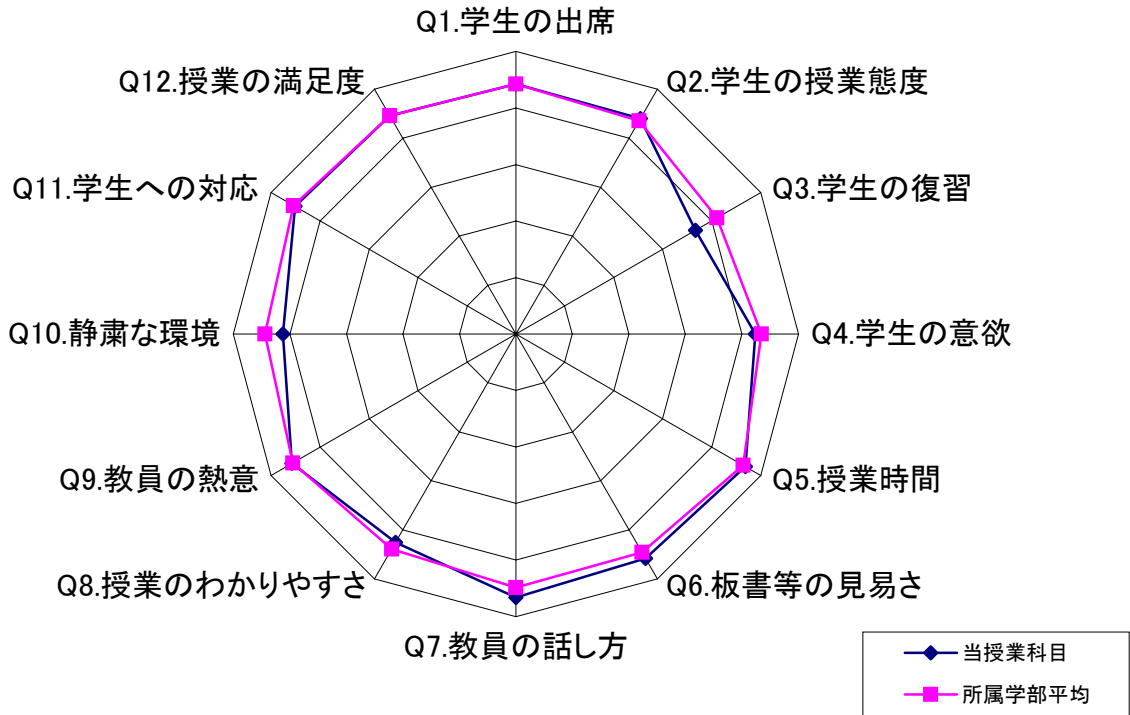 Q1.学生の出席
Q2.学生の授業態度
Q3.学生の復習
Q4.学生の意欲
Q5.授業時間
Q6.板書等の見易さ
Q7.教員の話し方
Q8.授業のわかりやすさ
Q9.教員の熱意
Q10.静粛な環境
Q11.学生への対応
Q12.授業の満足度
当授業科目
所属学部平均